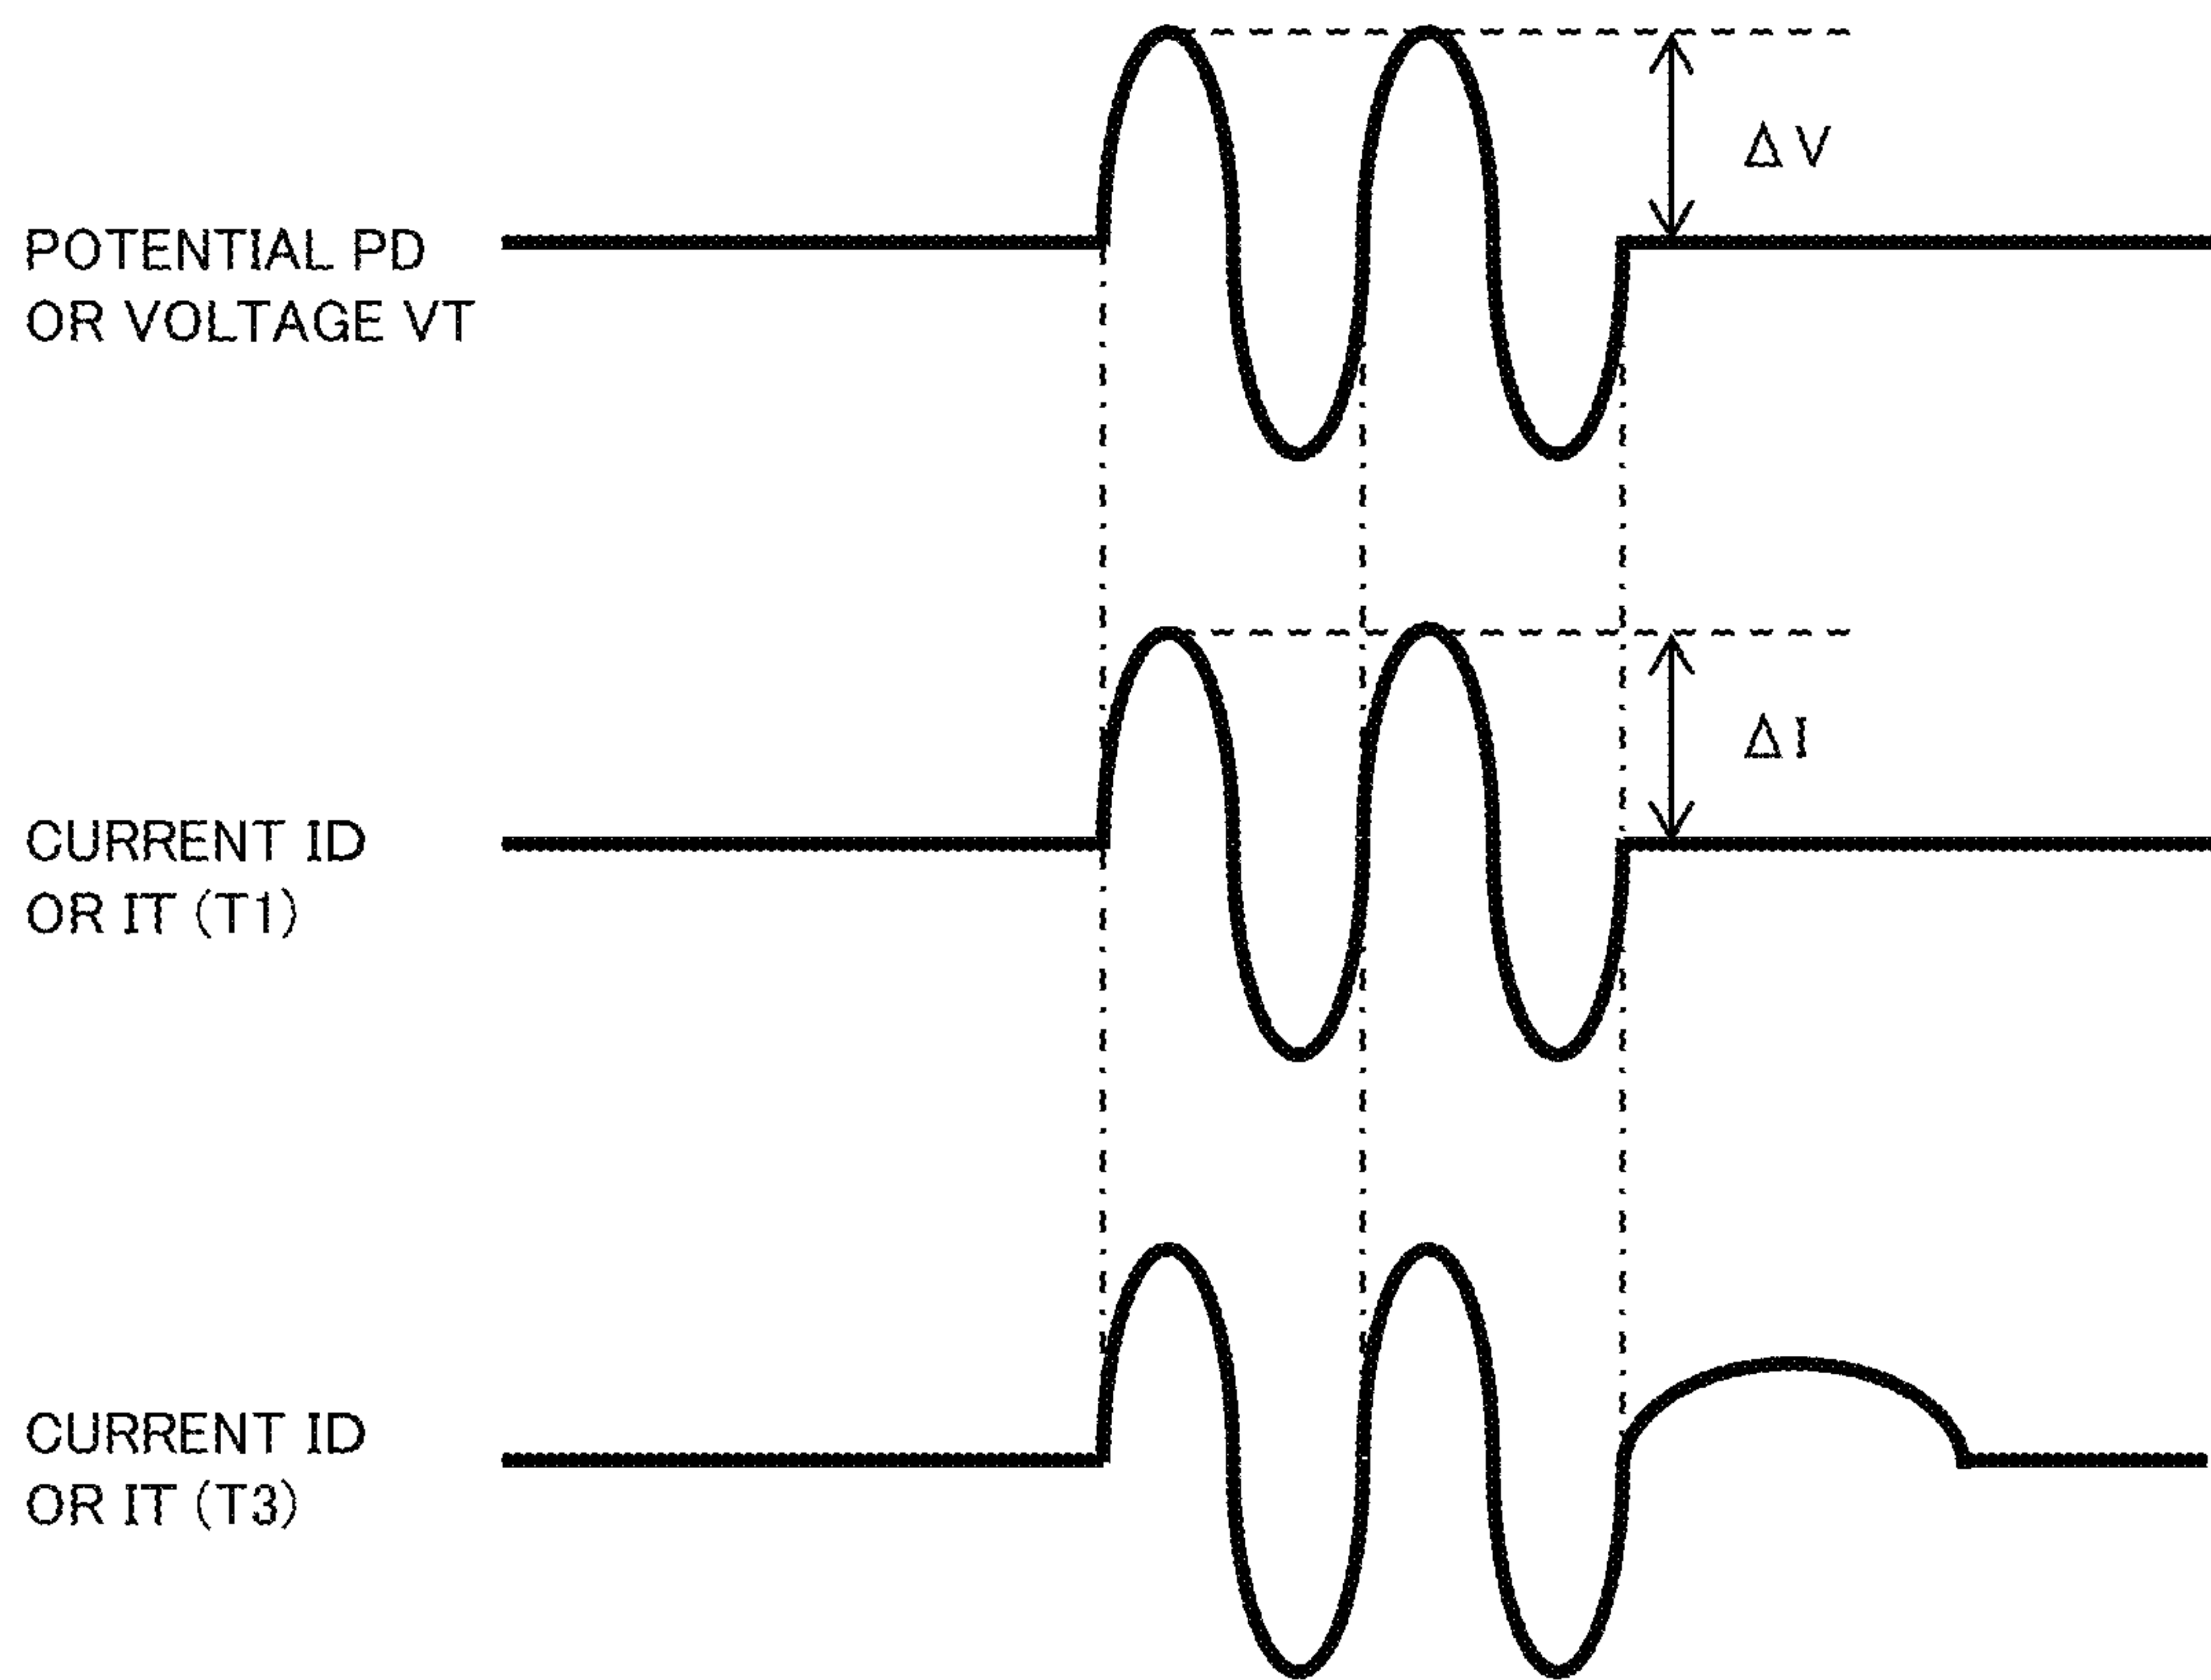 ΔV
POTENTIAL PD
OR VOLTAGE VT
ΔI
CURRENT ID
OR IT (T1)
CURRENT ID
OR IT (T3)